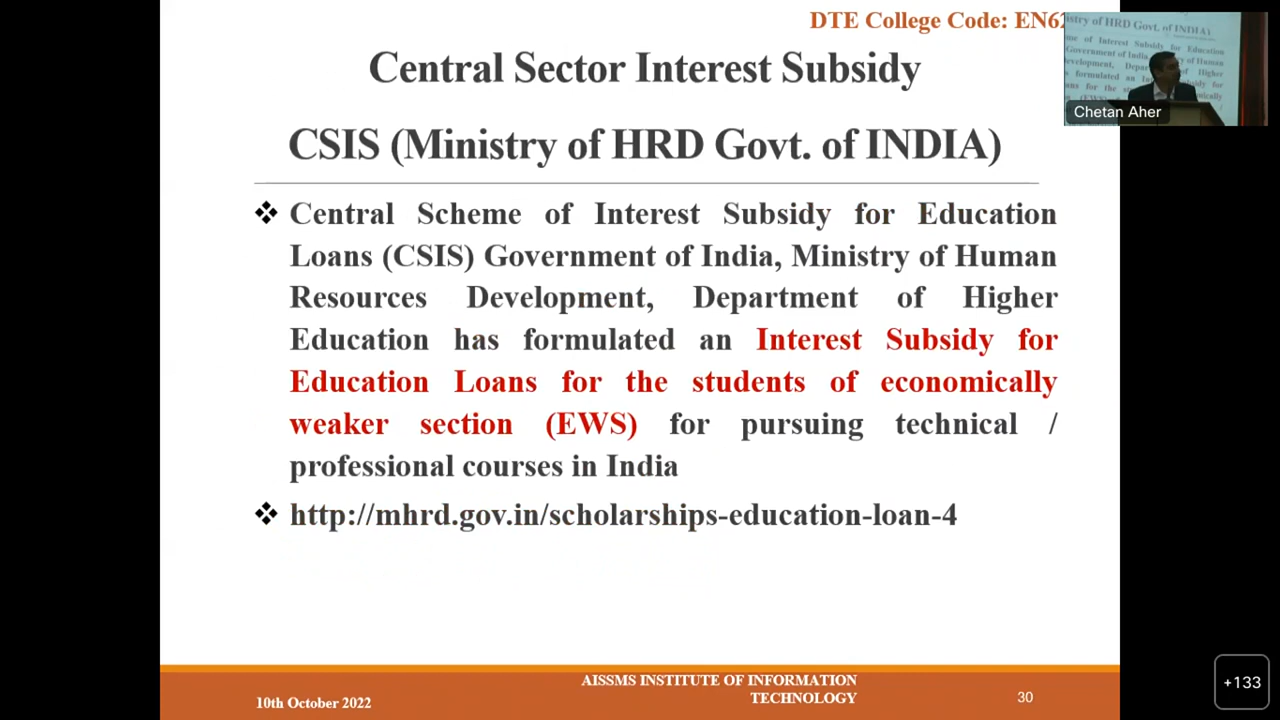 DTE College Code: EN62
Central Sector Interest Subsidy
CSIS (Ministry of HRD Govt. of INDIA)
❖ Central Scheme of Interest Subsidy for Education
Loans (CSIS) Government of India, Ministry of Human
Resources Development, Department of Higher
Education has formulated an Interest Subsidy for
Education Loans for the students of economically
weaker section (EWS) for pursuing technical /
professional courses in India
❖ http://mhrd.gov.in/scholarships-education-loan-4
Chetan Aher
+133
AISSMS INSTITUTE OF INFORMATION
TECHNOLOGY
10th October 2022
30